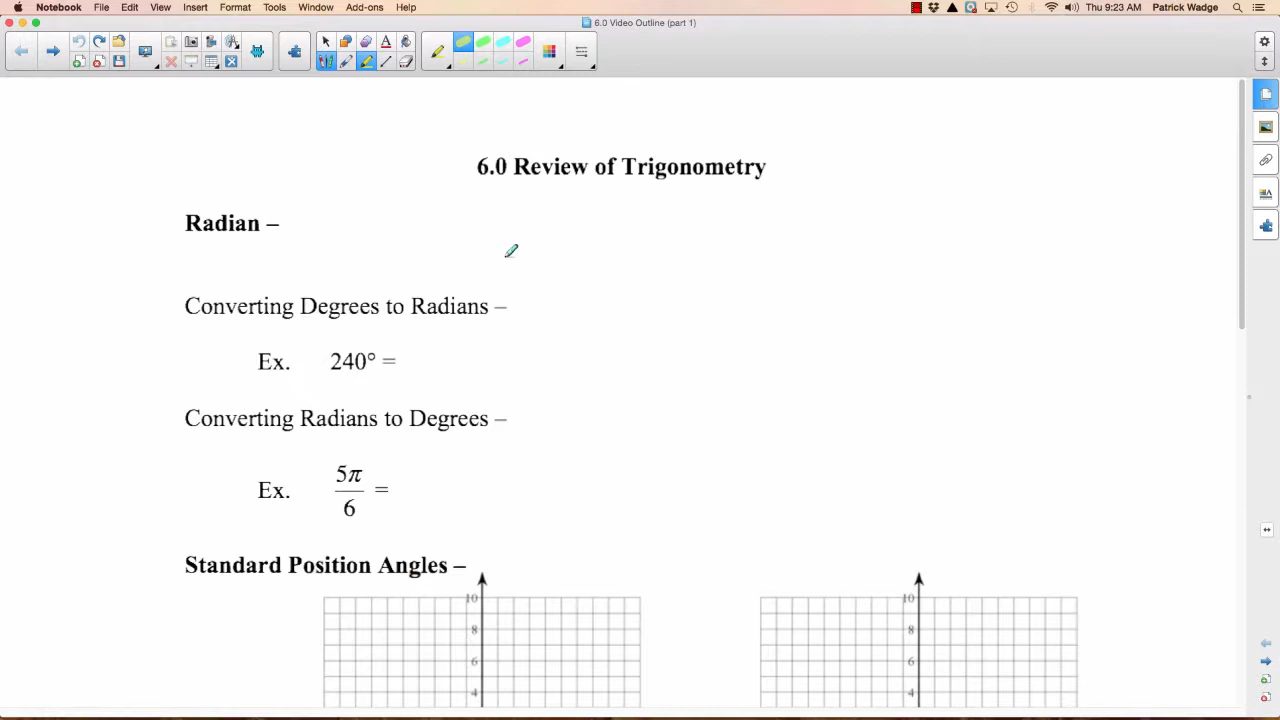 Notebook File Edit View Insert Format Tools Window Add-ons Help Thu 9:23 AM Patrick Wadge
6.0 Video Outline (part 1)
A
6.0 Review of Trigonometry
Radian –
Converting Degrees to Radians –
Ex. 240° =
Converting Radians to Degrees –
Ex. 5π/6 =
Standard Position Angles –
10 10
8 8
6 6
4 4